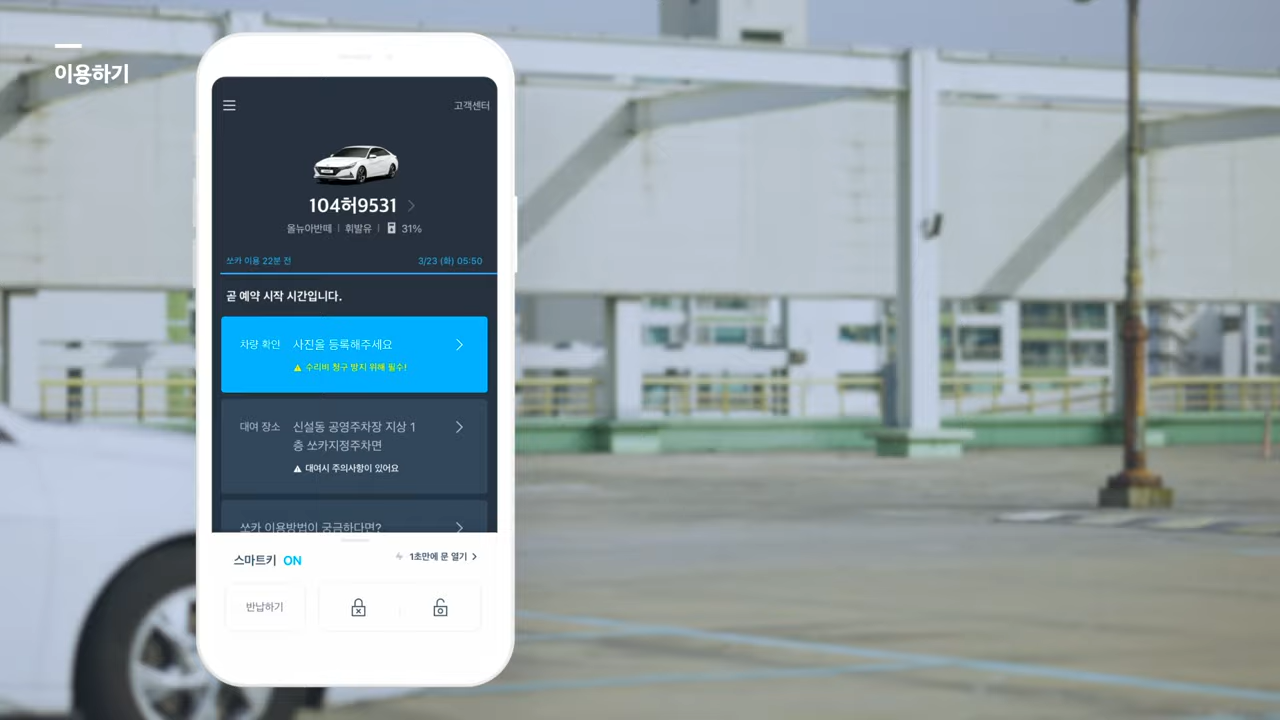 이용하기
고객센터
104허9531
올뉴아반떼 | 휘발유 | 31%
쏘카 이용 22분 전
3/23 (화) 05:50
곧 예약 시작 시간입니다.
차량 확인 사진을 등록해주세요
수리비 청구 방지 위해 필수!
대여 장소 신설동 공영주차장 지상 1
층 쏘카지정주차면
대여시 주의사항이 있어요
쏘카 이용방법이 궁금하다면?
스마트키 ON
1초만에 문 열기
반납하기